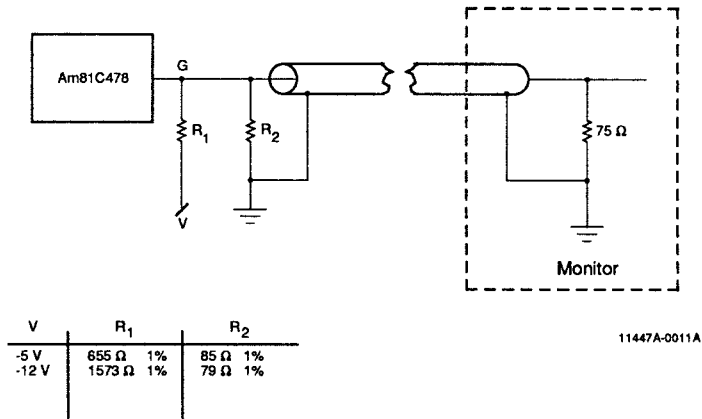 Am81C478
G
R1
R2
V
75 Ω
Monitor
V R1 R2
-5 V 655 Ω 1% 85 Ω 1%
-12 V 1573 Ω 1% 79 Ω 1%
11447A-0011A